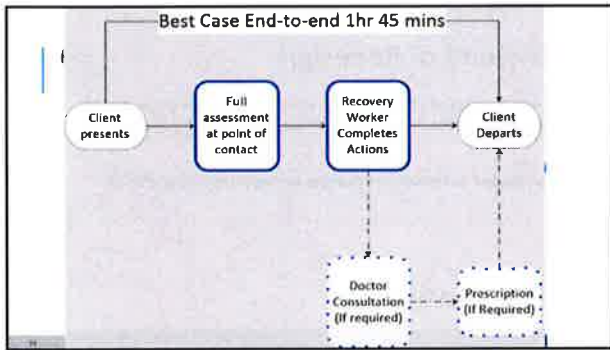 Best Case End-to-end 1hr 45 mins
Client
presents
Full
assessment
at point of
contact
Recovery
Worker
Completes
Actions
Client
Departs
Doctor
Consultation
(If required)
Prescription
(If Required)